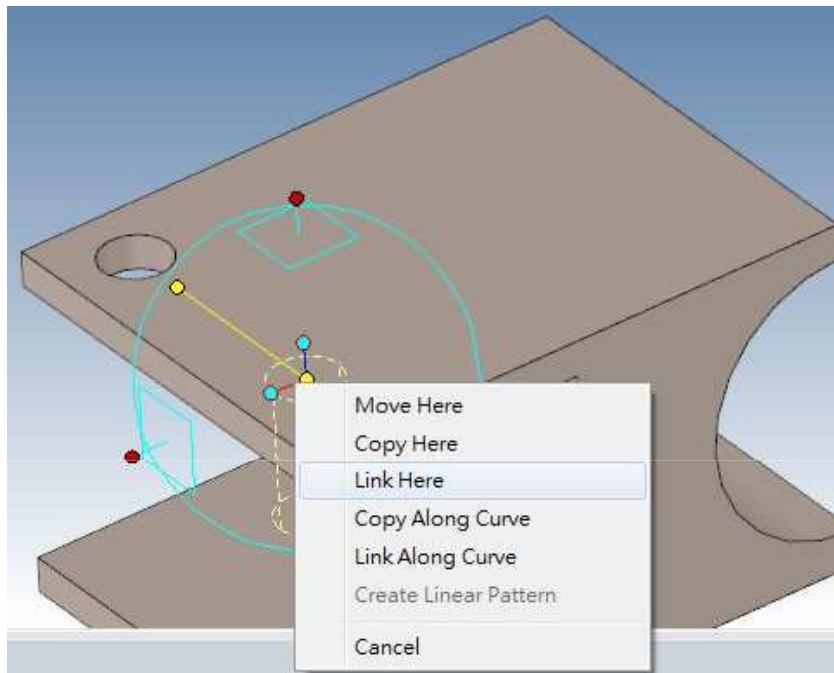 Move Here
Copy Here
Link Here
Copy Along Curve
Link Along Curve
Create Linear Pattern
Cancel